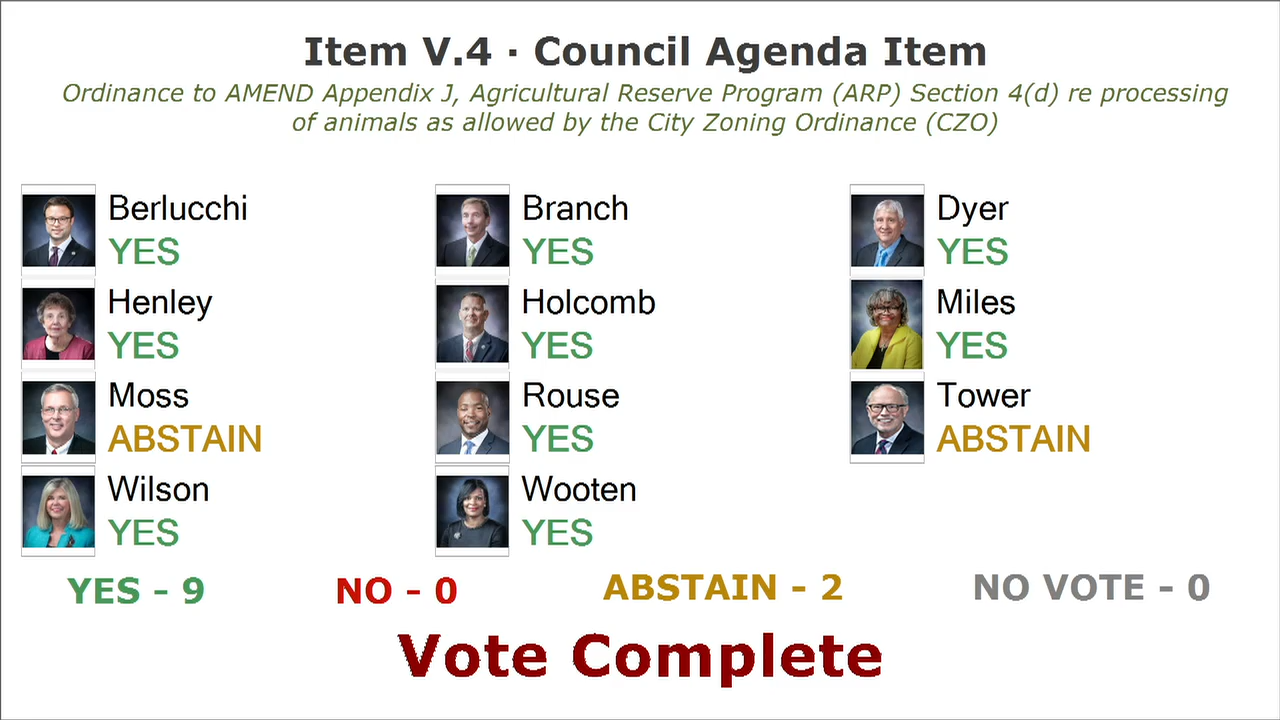 Item V.4 · Council Agenda Item
Ordinance to AMEND Appendix J, Agricultural Reserve Program (ARP) Section 4(d) re processing
of animals as allowed by the City Zoning Ordinance (CZO)
Berlucchi
YES
Branch
YES
Dyer
YES
Henley
YES
Holcomb
YES
Miles
YES
Moss
ABSTAIN
Rouse
YES
Tower
ABSTAIN
Wilson
YES
Wooten
YES
YES - 9
NO - 0
ABSTAIN - 2
NO VOTE - 0
Vote Complete